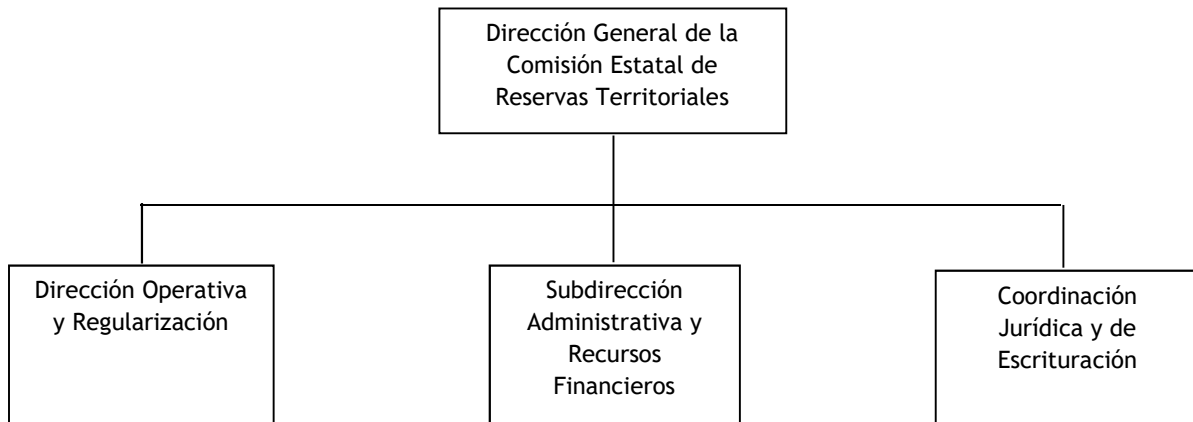 Dirección General de la
Comisión Estatal de
Reservas Territoriales
Dirección Operativa
y Regularización
Subdirección
Administrativa y
Recursos
Financieros
Coordinación
Jurídica y de
Escrituración